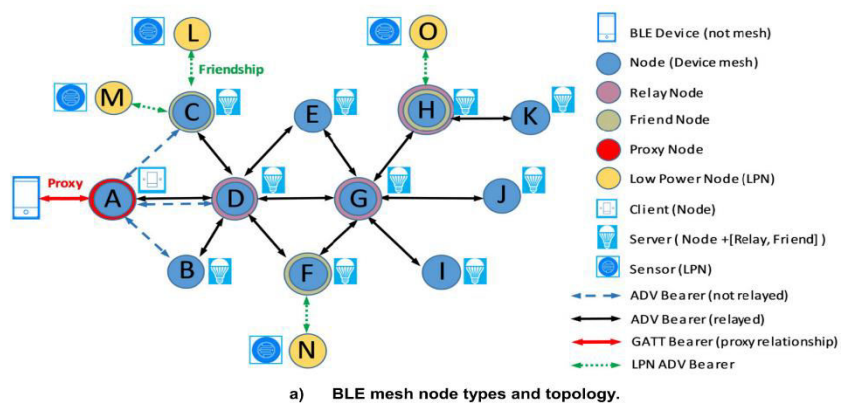 L
O
Friendship
M
C
E
H
K
Proxy
A
D
G
J
B
F
I
N
BLE Device (not mesh)
Node (Device mesh)
Relay Node
Friend Node
Proxy Node
Low Power Node (LPN)
Client (Node)
Server ( Node +[Relay, Friend] )
Sensor (LPN)
ADV Bearer (not relayed)
ADV Bearer (relayed)
GATT Bearer (proxy relationship)
LPN ADV Bearer
a) BLE mesh node types and topology.